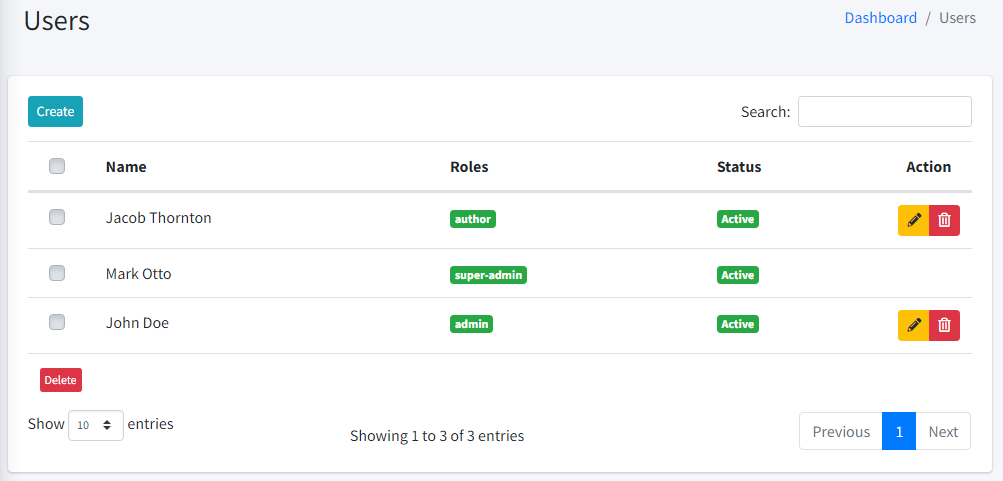 Users
Dashboard / Users
Create
Search:
Name Roles Status Action
Jacob Thornton author Active
Mark Otto super-admin Active
John Doe admin Active
Delete
Show 10 entries
Showing 1 to 3 of 3 entries
Previous 1 Next